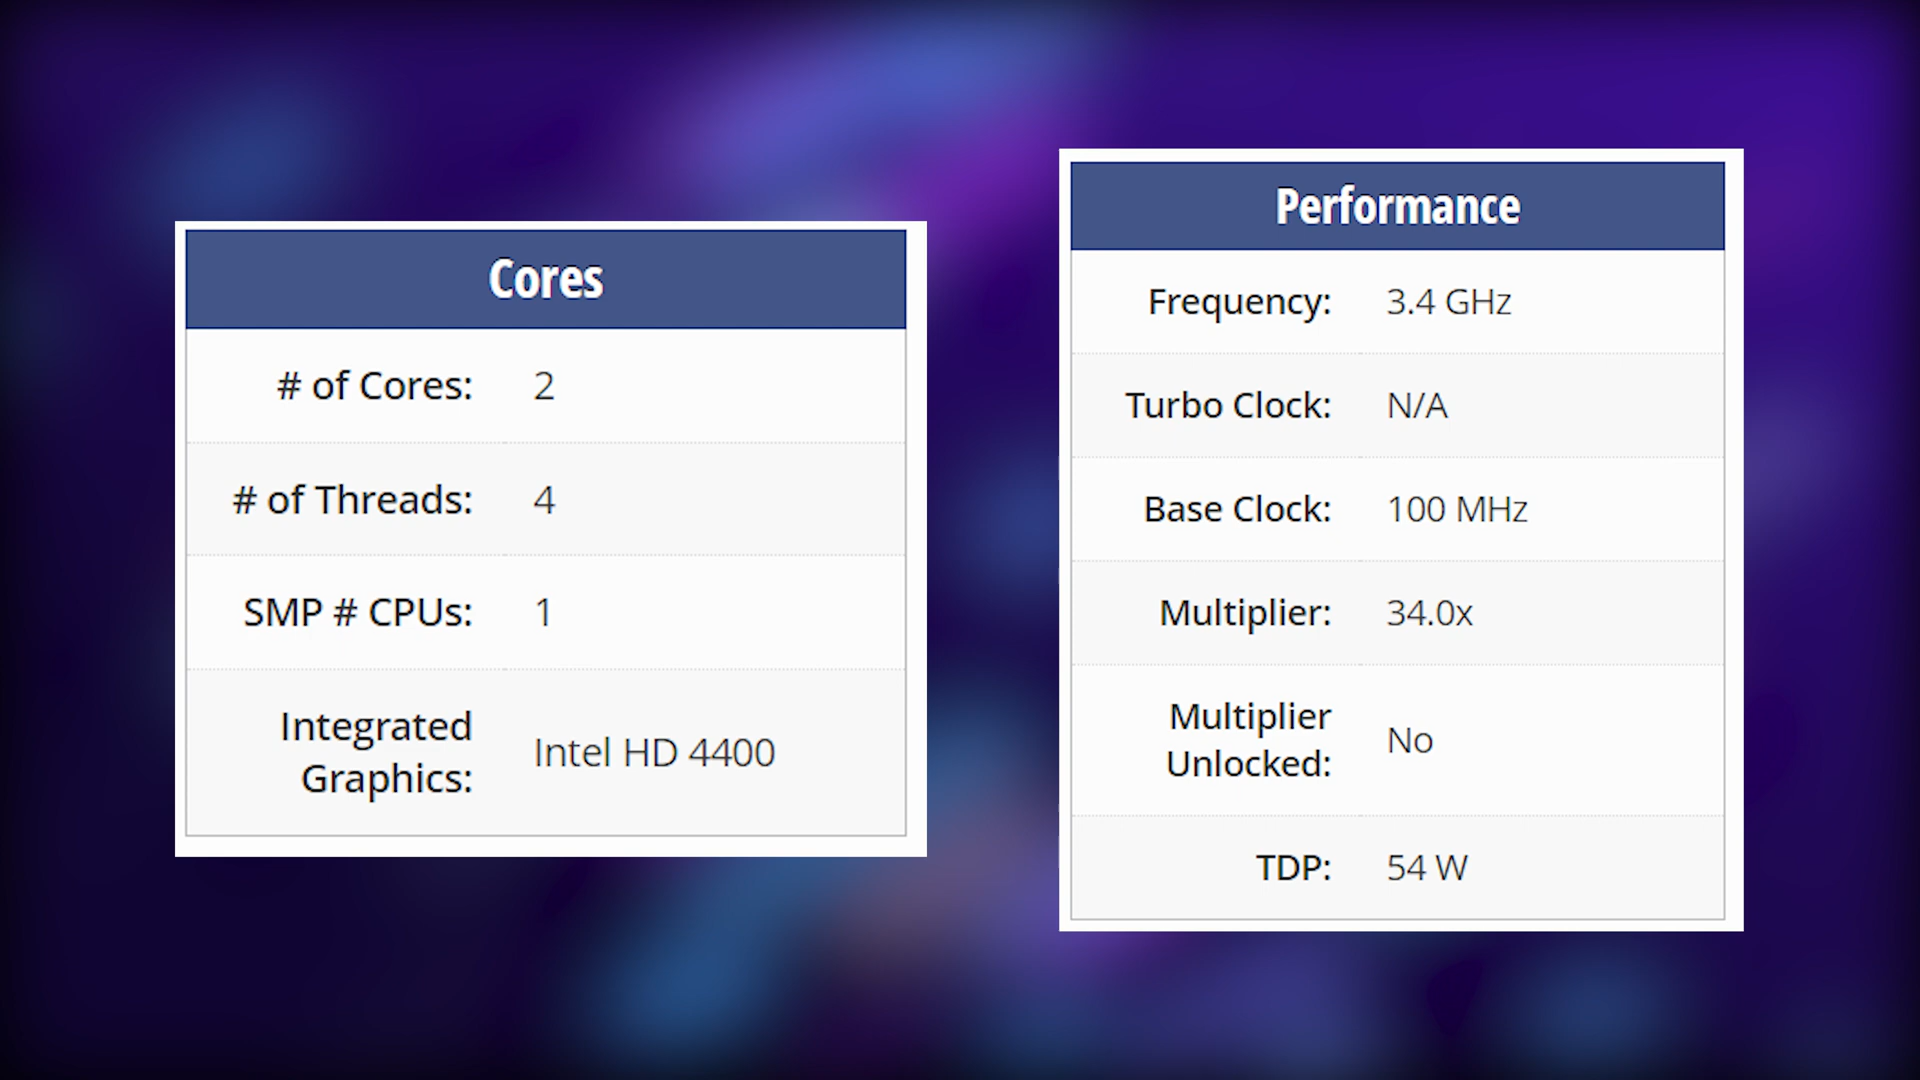 Cores
# of Cores: 2
# of Threads: 4
SMP # CPUs: 1
Integrated
Graphics: Intel HD 4400
Performance
Frequency: 3.4 GHz
Turbo Clock: N/A
Base Clock: 100 MHz
Multiplier: 34.0x
Multiplier
Unlocked: No
TDP: 54 W